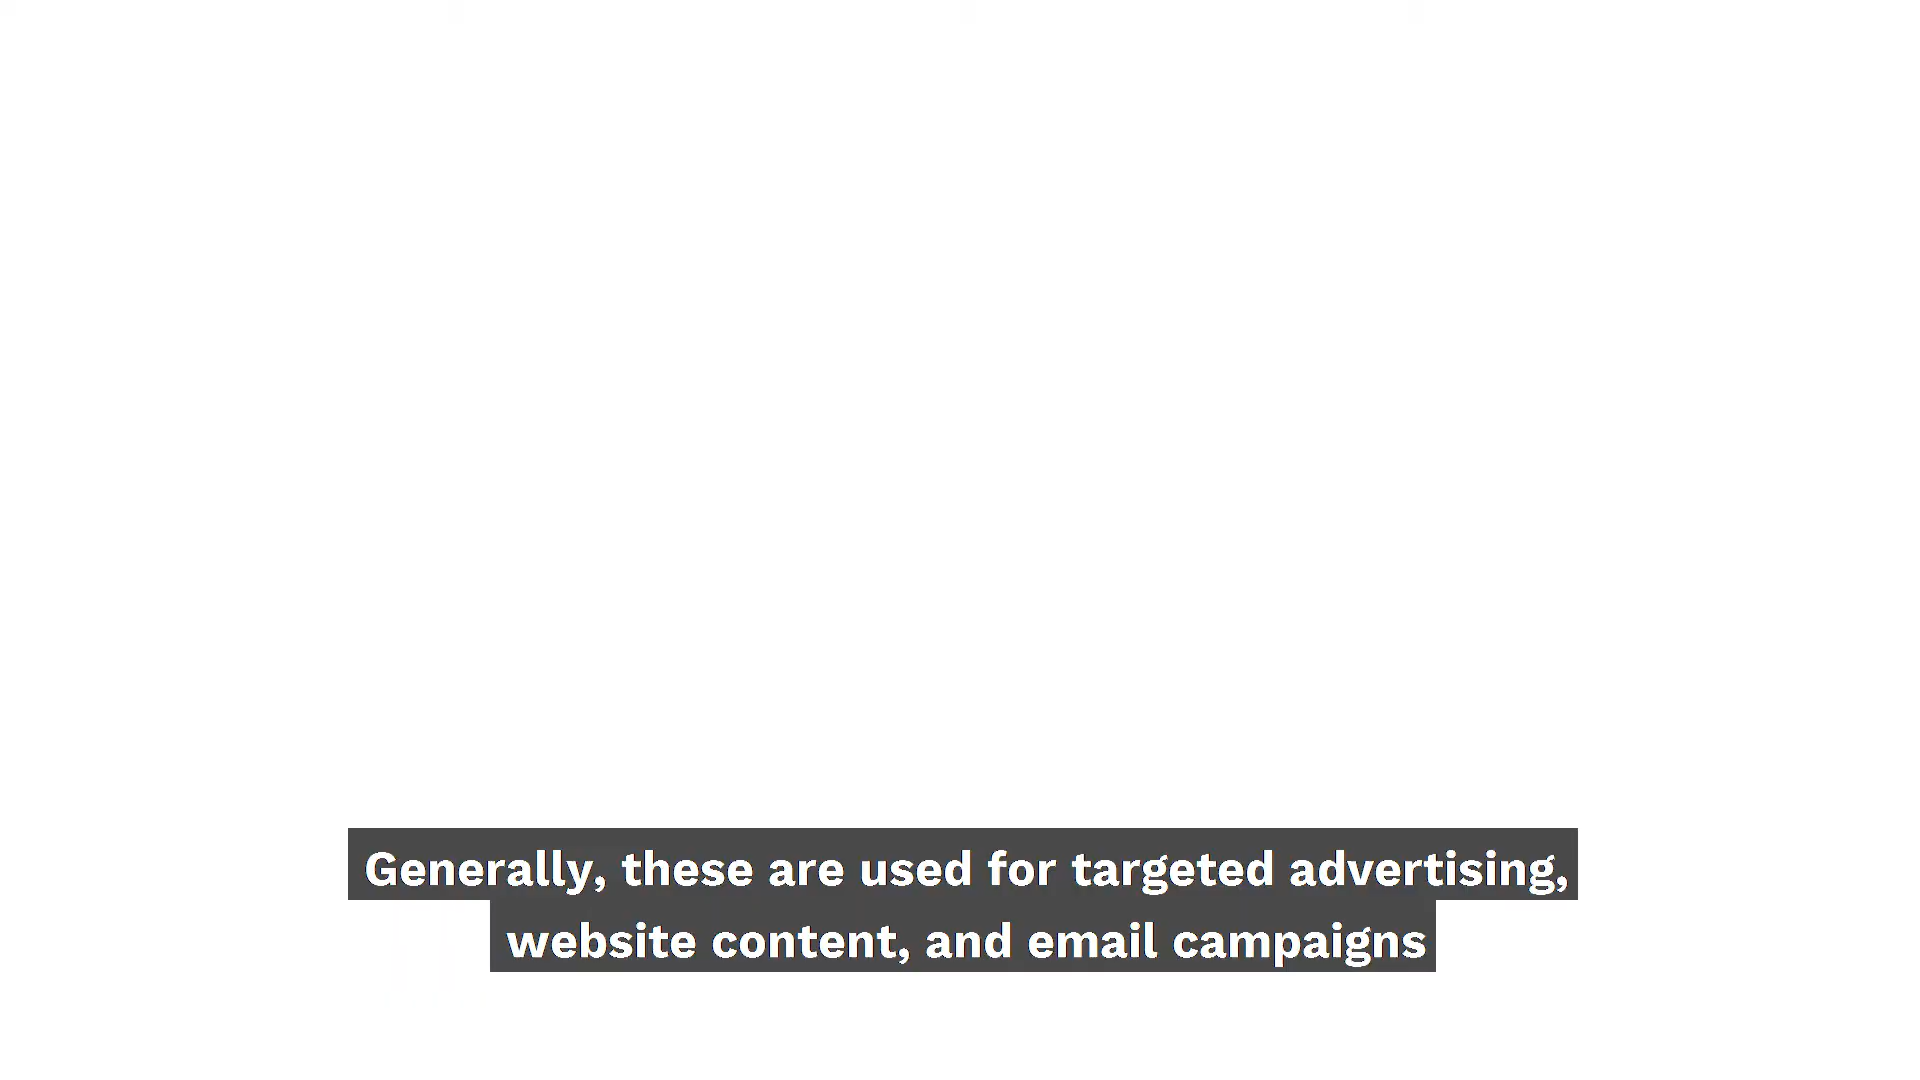 Generally, these are used for targeted advertising,
website content, and email campaigns